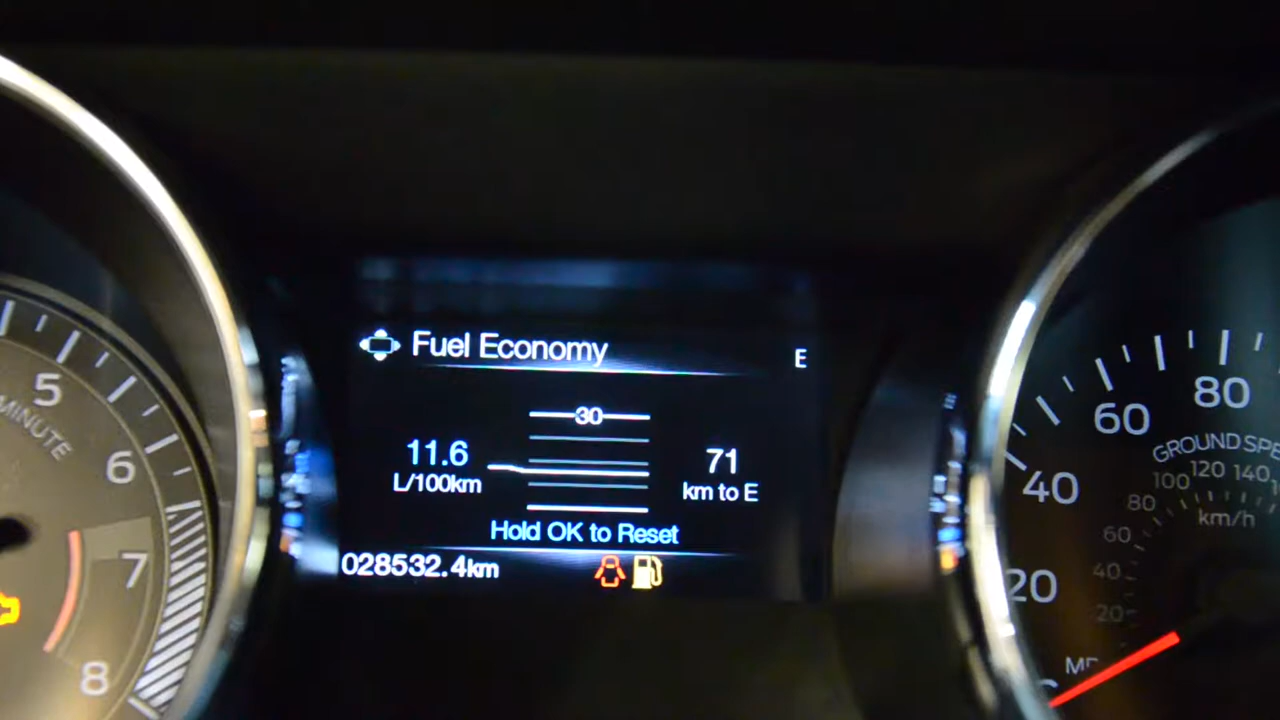 Fuel Economy
E
30
11.6
L/100km
71
km to E
Hold OK to Reset
028532.4km
5
MINUTE
6
7
8
80
60
40
20
GROUND SPE
100 120 140
80
60
40
20
km/h